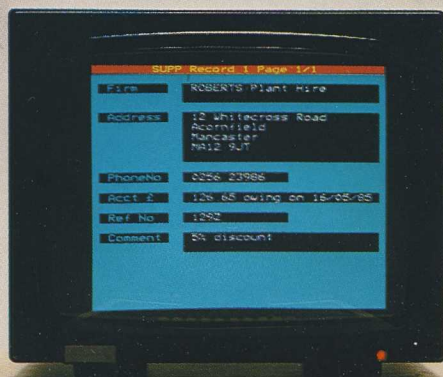 SUPP Record 1 Page 1/1
Firm ROBERTS Plant Hire
Address 12 Whitecross Road
Acornfield
Mancaster
MA12 9JT
PhoneNo 0256 23986
Acct £ 126 65 owing on 16/05/85
Ref No 1292
Comment 5% discount